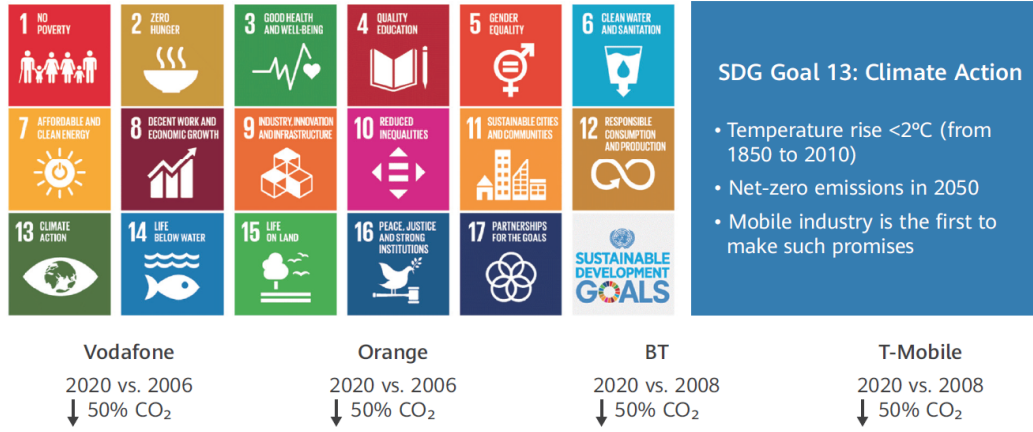 1 NO
POVERTY
2 ZERO
HUNGER
3 GOOD HEALTH
AND WELL-BEING
4 QUALITY
EDUCATION
5 GENDER
EQUALITY
6 CLEAN WATER
AND SANITATION
7 AFFORDABLE AND
CLEAN ENERGY
8 DECENT WORK AND
ECONOMIC GROWTH
9 INDUSTRY, INNOVATION
AND INFRASTRUCTURE
10 REDUCED
INEQUALITIES
11 SUSTAINABLE CITIES
AND COMMUNITIES
12 RESPONSIBLE
CONSUMPTION
AND PRODUCTION
13 CLIMATE
ACTION
14 LIFE
BELOW WATER
15 LIFE
ON LAND
16 PEACE, JUSTICE
AND STRONG
INSTITUTIONS
17 PARTNERSHIPS
FOR THE GOALS
SUSTAINABLE
DEVELOPMENT
GOALS
SDG Goal 13: Climate Action
• Temperature rise <2ºC (from
1850 to 2010)
• Net-zero emissions in 2050
• Mobile industry is the first to
make such promises
Vodafone
2020 vs. 2006
↓ 50% CO₂
Orange
2020 vs. 2006
↓ 50% CO₂
BT
2020 vs. 2008
↓ 50% CO₂
T-Mobile
2020 vs. 2008
↓ 50% CO₂